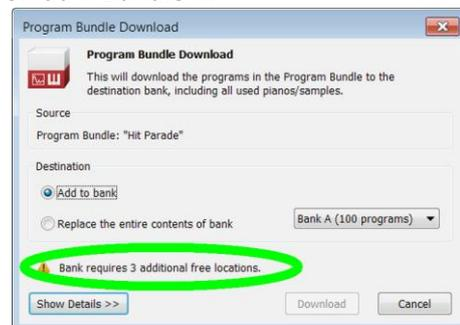 Program Bundle Download
Program Bundle Download
This will download the programs in the Program Bundle to the
destination bank, including all used pianos/samples.
Source
Program Bundle: "Hit Parade"
Destination
Add to bank
Replace the entire contents of bank
Bank A (100 programs)
Bank requires 3 additional free locations.
Show Details >>
Download
Cancel